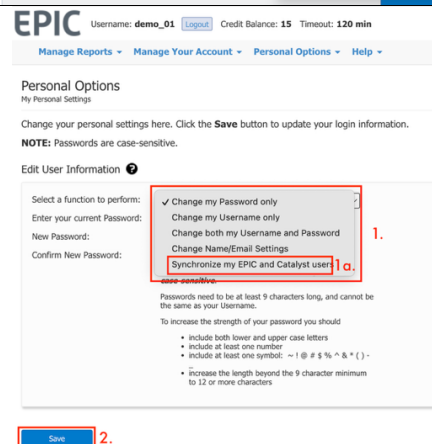 EPIC Username: demo_01 Logout Credit Balance: 15 Timeout: 120 min
Manage Reports Manage Your Account Personal Options Help
Personal Options
My Personal Settings
Change your personal settings here. Click the Save button to update your login information.
NOTE: Passwords are case-sensitive.
Edit User Information ?
Select a function to perform:
✓ Change my Password only
Change my Username only
Change both my Username and Password
Change Name/Email Settings
Synchronize my EPIC and Catalyst users
1a.
1.
Enter your current Password:
New Password:
Confirm New Password:
case-sensitive.
Passwords need to be at least 9 characters long, and cannot be
the same as your Username.
To increase the strength of your password you should
• include both lower and upper case letters
• include at least one number
• include at least one symbol: ~ ! @ # $ % ^ & * ( ) -
_
• increase the length beyond the 9 character minimum
to 12 or more characters
Save 2.